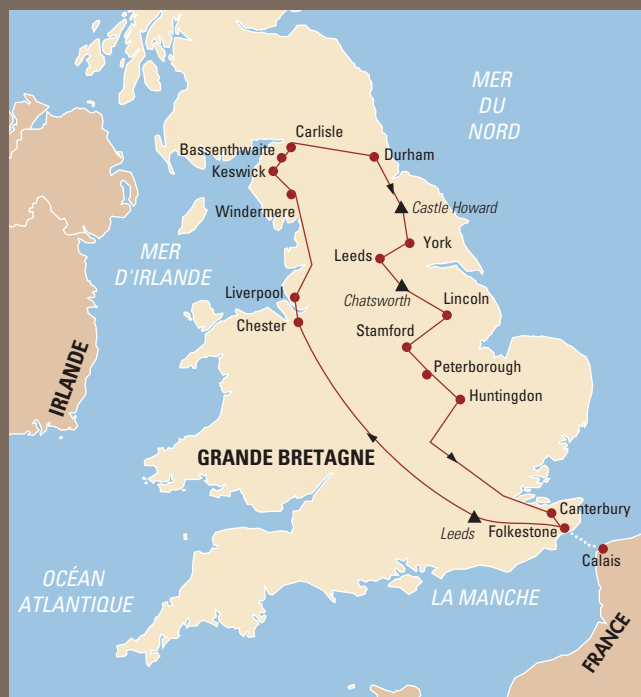 MER
DU
NORD
Carlisle
Bassenthwaite
Durham
Keswick
Castle Howard
Windermere
York
MER
D'IRLANDE
Leeds
Liverpool
Chatsworth
Lincoln
Chester
Stamford
IRLANDE
Peterborough
Huntingdon
GRANDE BRETAGNE
Canterbury
Leeds
Folkestone
Calais
OCÉAN
ATLANTIQUE
LA MANCHE
FRANCE